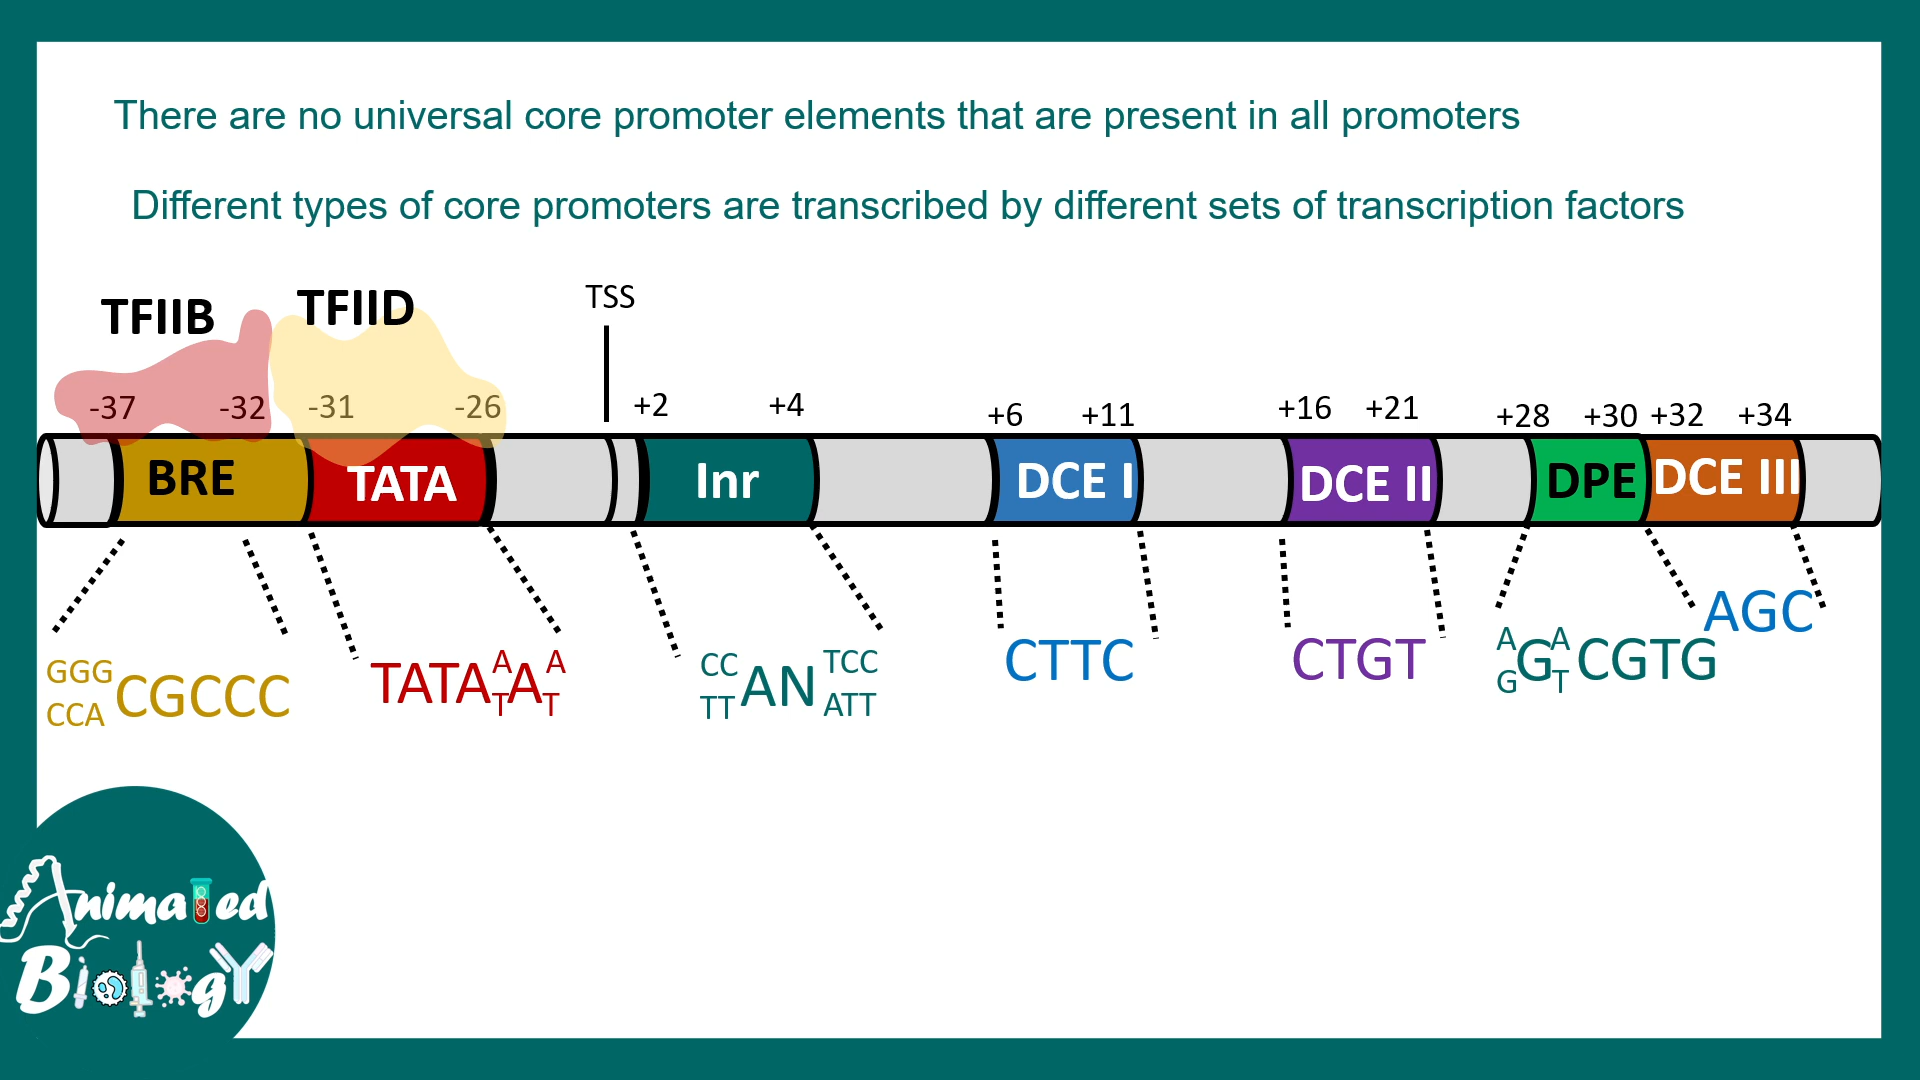 There are no universal core promoter elements that are present in all promoters
Different types of core promoters are transcribed by different sets of transcription factors
TFIIB TFIID TSS
-37 -32 -31 -26 +2 +4 +6 +11 +16 +21 +28 +30 +32 +34
BRE TATA Inr DCE I DCE II DPE DCE III
AGC
GGG CCA CGCCC
TATA A T A A T
CC TT AN TCC ATT
CTTC
CTGT
A G G A T CGTG
Animated
Biology